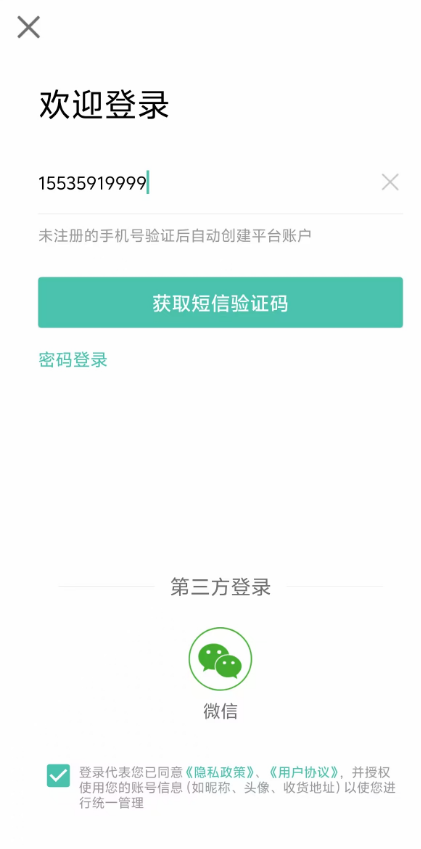 欢迎登录
15535919999
未注册的手机号验证后自动创建平台账户
获取短信验证码
密码登录
第三方登录
微信
登录代表您已同意《隐私政策》、《用户协议》,并授权
使用您的账号信息(如昵称、头像、收货地址)以使您进
行统一管理